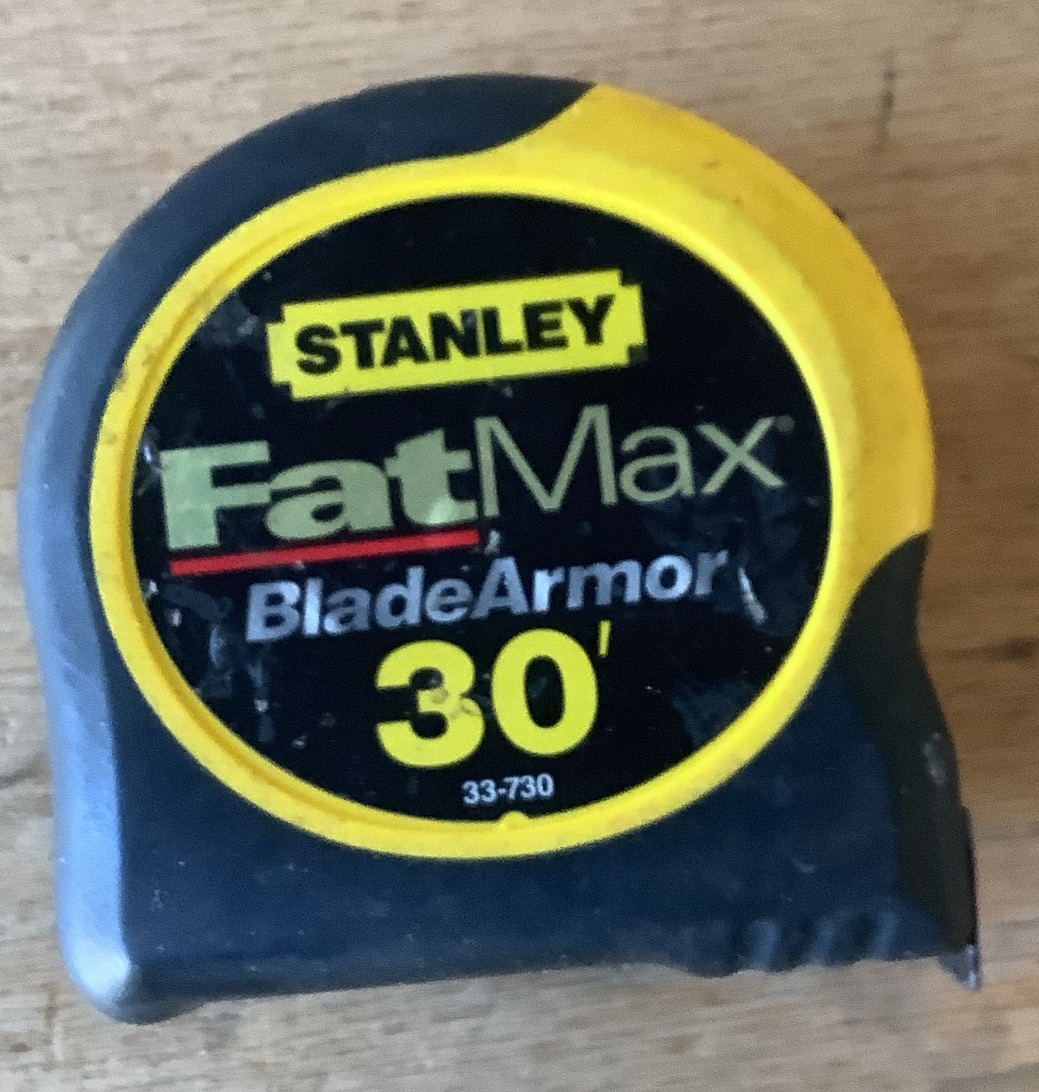 STANLEY
FatMax
BladeArmor
30'
33-730